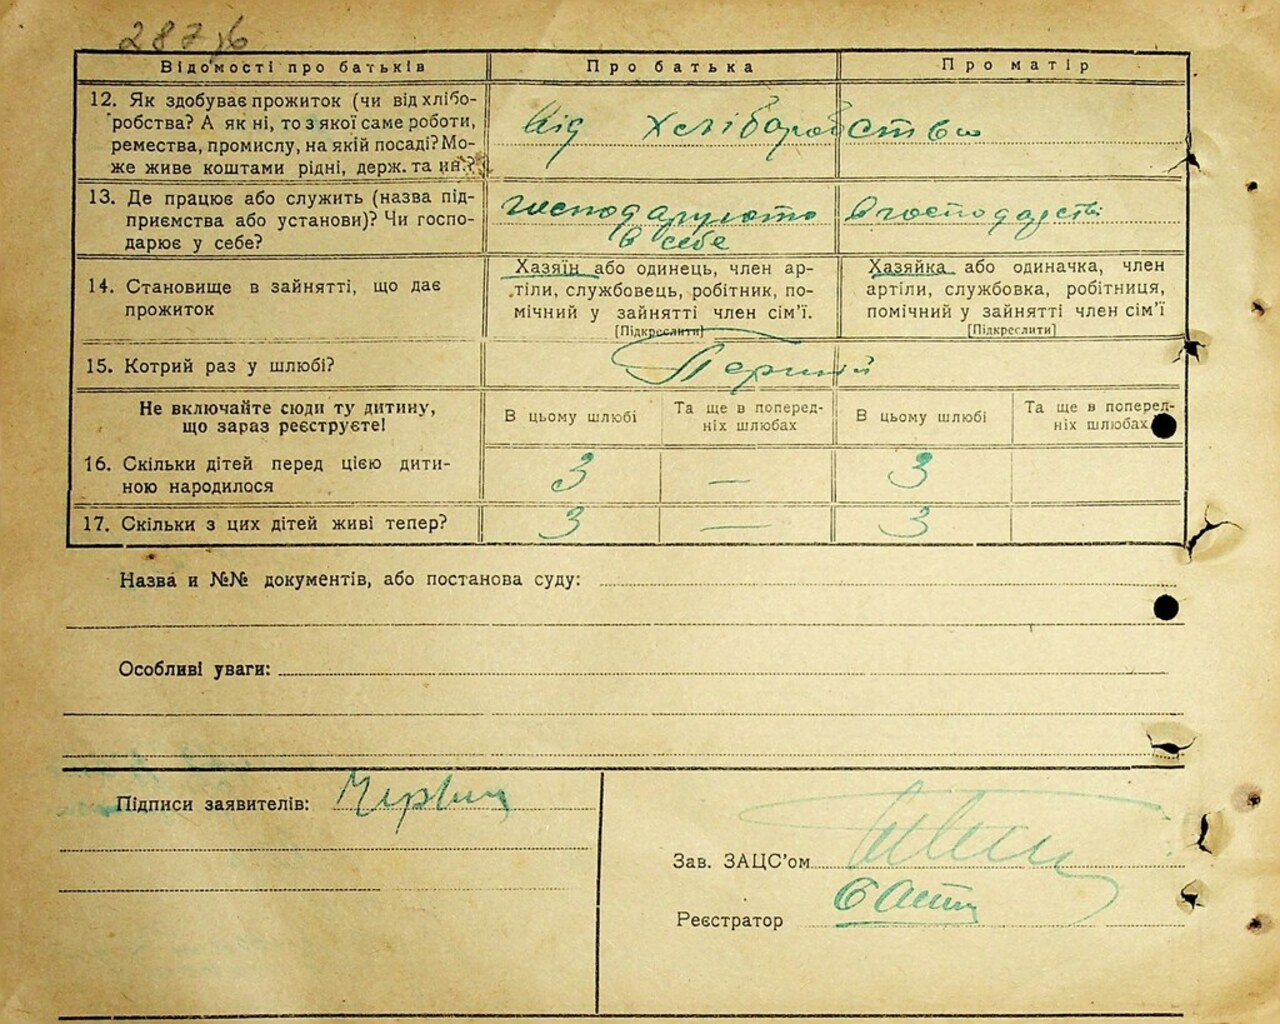 287зб
Відомості про батьків Про батька Про матір
12. Як здобуває прожиток (чи від хлібо-
робства? А як ні, то з якої саме роботи,
ремества, промислу, на якій посаді? Мо-
же живе коштами рідні, держ. та ин.?
від хліборобства
13. Де працює або служить (назва під-
приємства або установи)? Чи госпо-
дарює у себе?
господарують
в себе
в господарстві
14. Становище в зайнятті, що дає
прожиток
Хазяїн або одинець, член ар-
тіли, службовець, робітник, по-
мічний у зайнятті член сім'ї.
[Підкреслити]
Хазяйка або одиначка, член
артіли, службовка, робітниця,
помічний у зайнятті член сім'ї
[Підкреслити]
15. Котрий раз у шлюбі? Перший
Не включайте сюди ту дитину,
що зараз реєструєте!
В цьому шлюбі
Та ще в поперед-
ніх шлюбах
В цьому шлюбі
Та ще в поперед-
ніх шлюбах
16. Скільки дітей перед цією дити-
ною народилося
3 — 3
17. Скільки з цих дітей живі тепер? 3 — 3
Назва и №№ документів, або постанова суду:
Особливі уваги:
Підписи заявителів:
Зав. ЗАЦС'ом
Реєстратор